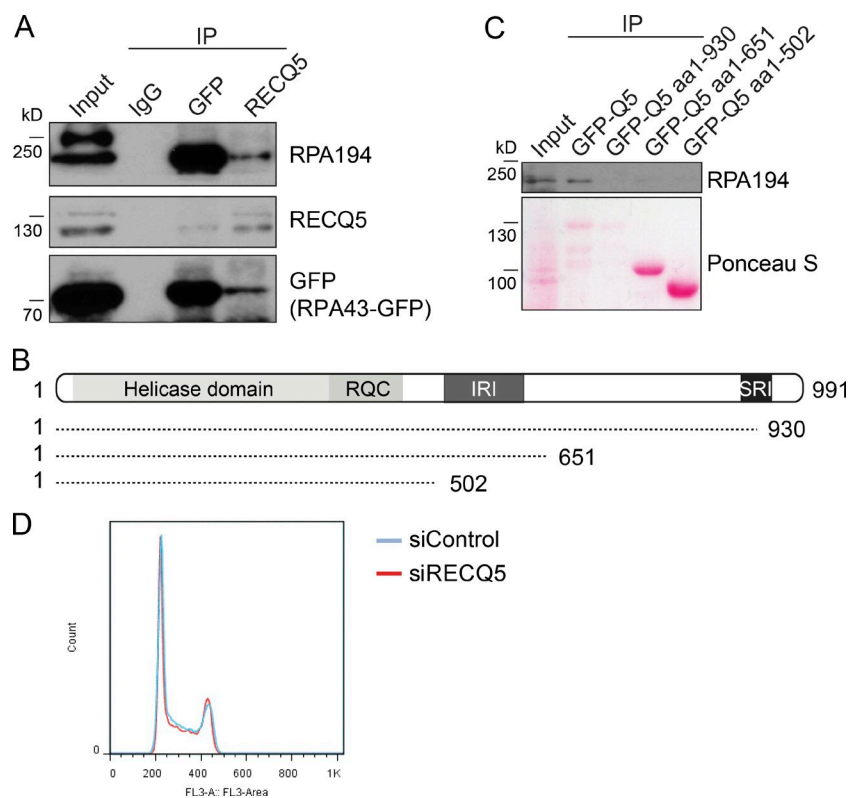 A
IP
Input
IgG
GFP
RECQ5
kD
250
RPA194
130
RECQ5
70
GFP
(RPA43-GFP)
C
IP
Input
GFP-Q5
GFP-Q5 aa1-930
GFP-Q5 aa1-651
GFP-Q5 aa1-502
kD
250
RPA194
130
100
Ponceau S
B
1 Helicase domain RQC IRI SRI 991
1 930
1 651
1 502
D
Count
0
0 200 400 600 800 1K
FL3-A:: FL3-Area
siControl
siRECQ5